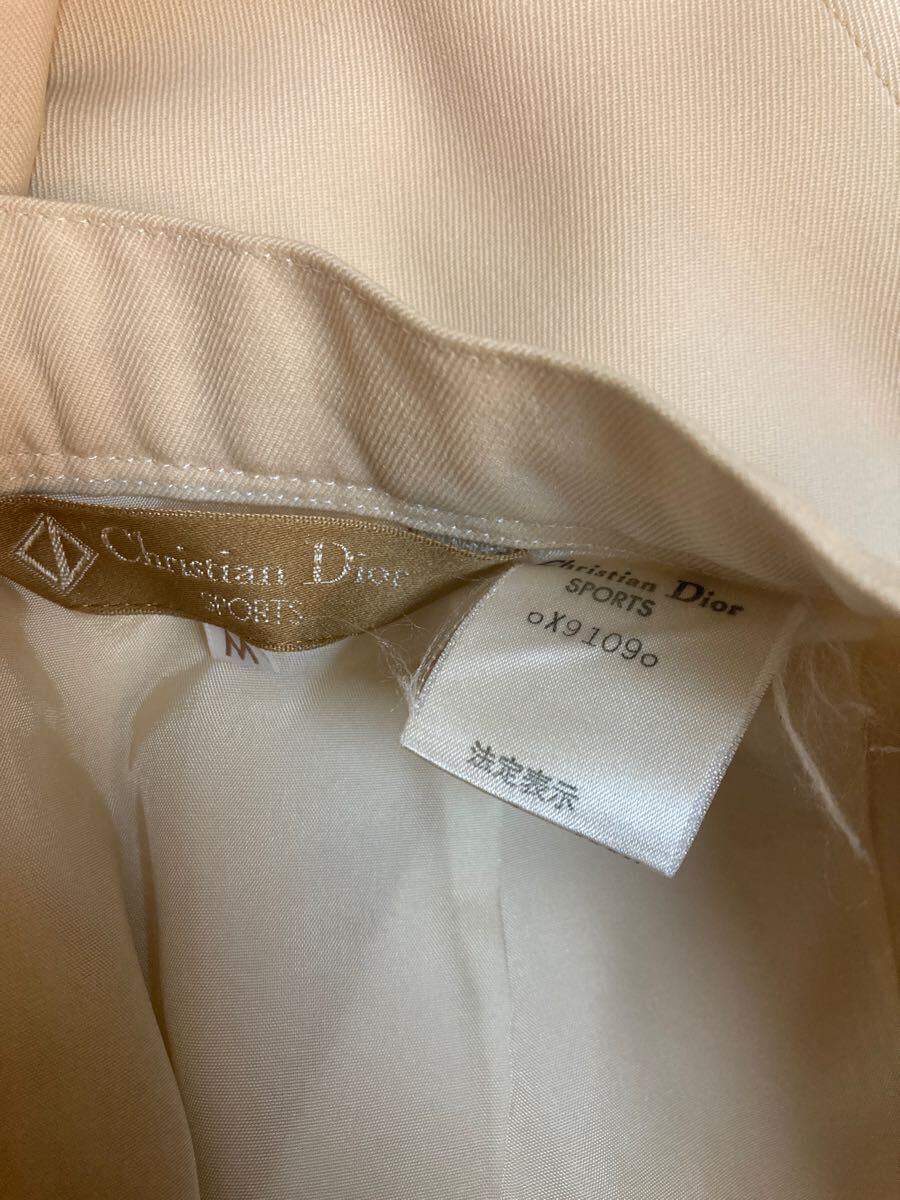 Christian Dior
SPORTS
M
Christian Dior
SPORTS
oX9109o
法定表示